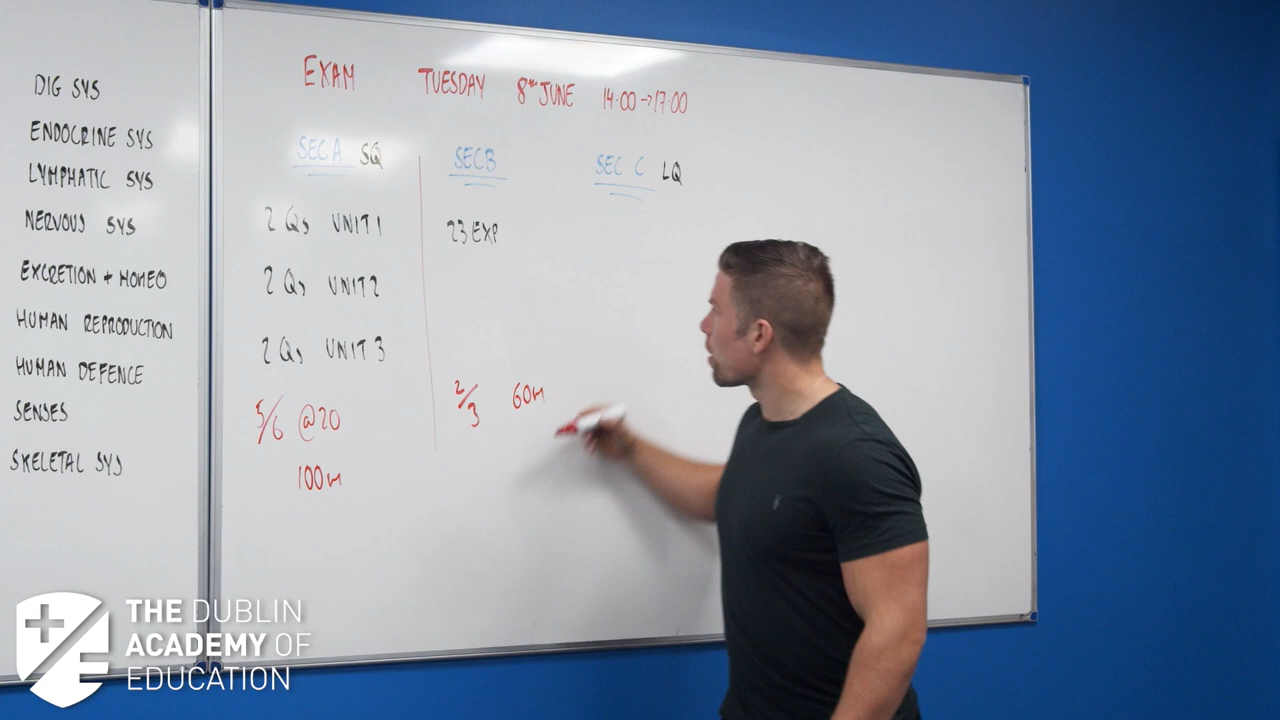 DIG SYS
ENDOCRINE SYS
LYMPHATIC SYS
NERVOUS SYS
EXCRETION + HOMEO
HUMAN REPRODUCTION
HUMAN DEFENCE
SENSES
SKELETAL SYS
EXAM TUESDAY 8TH JUNE 14.00→17.00
SEC A SQ
2 Qs UNIT 1
2 Qs UNIT 2
2 Qs UNIT 3
5/6 @20
100m
SEC B
23 EXP
2/3 60m
SEC C LQ
THE DUBLIN
ACADEMY OF
EDUCATION